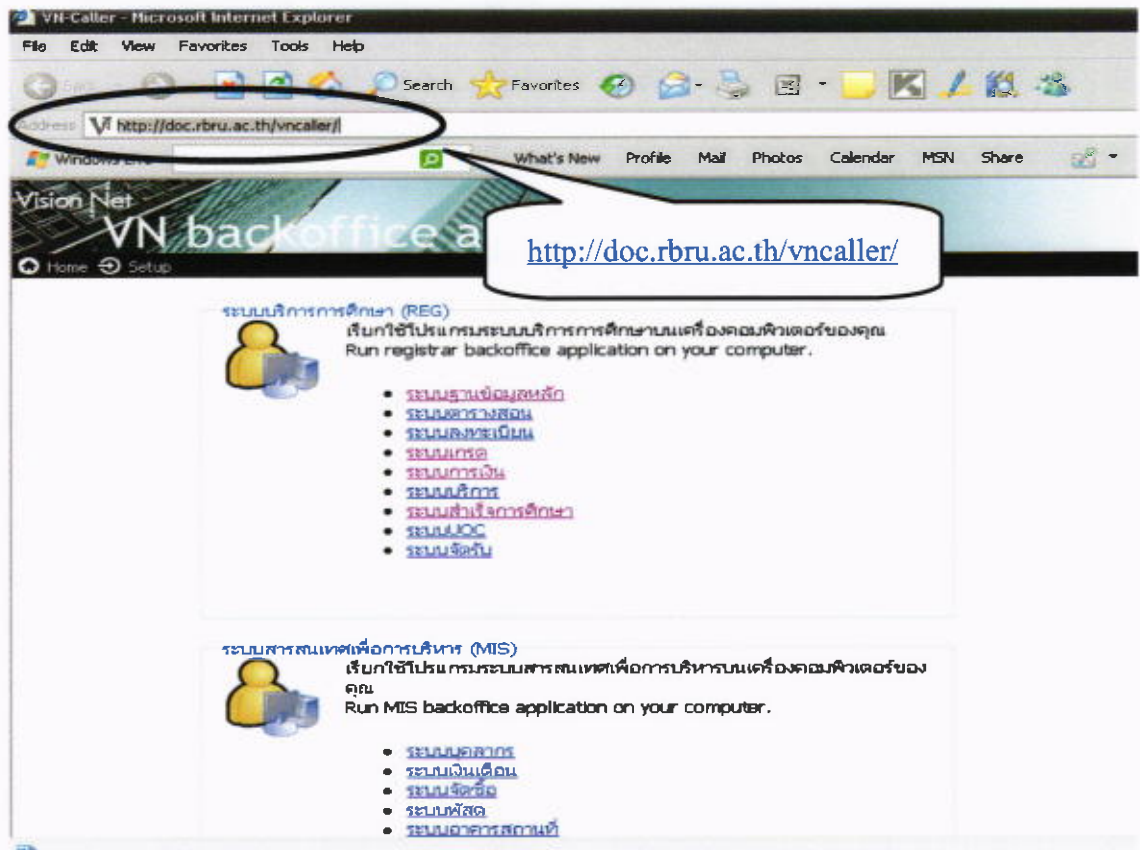 VN-Caller - Microsoft Internet Explorer
File Edit View Favorites Tools Help
Search Favorites
Address http://doc.rbru.ac.th/vncaller/
Windows What's New Profile Mail Photos Calendar MSN Share
Vision Net
VN backoffice a
http://doc.rbru.ac.th/vncaller/
Home Setup
ระบบบริการการศึกษา (REG)
เรียกใช้โปรแกรมระบบบริการการศึกษาบนเครื่องคอมพิวเตอร์ของคุณ
Run registrar backoffice application on your computer.
ระบบฐานข้อมูลหลัก
ระบบตารางสอน
ระบบลงทะเบียน
ระบบเกรด
ระบบการเงิน
ระบบบริการ
ระบบสำเร็จการศึกษา
ระบบUOC
ระบบจัดรับ
ระบบสารสนเทศเพื่อการบริหาร (MIS)
เรียกใช้โปรแกรมระบบสารสนเทศเพื่อการบริหารบนเครื่องคอมพิวเตอร์ของ
คุณ
Run MIS backoffice application on your computer.
ระบบบุคลากร
ระบบเงินเดือน
ระบบจัดซื้อ
ระบบพัสดุ
ระบบอาคารสถานที่